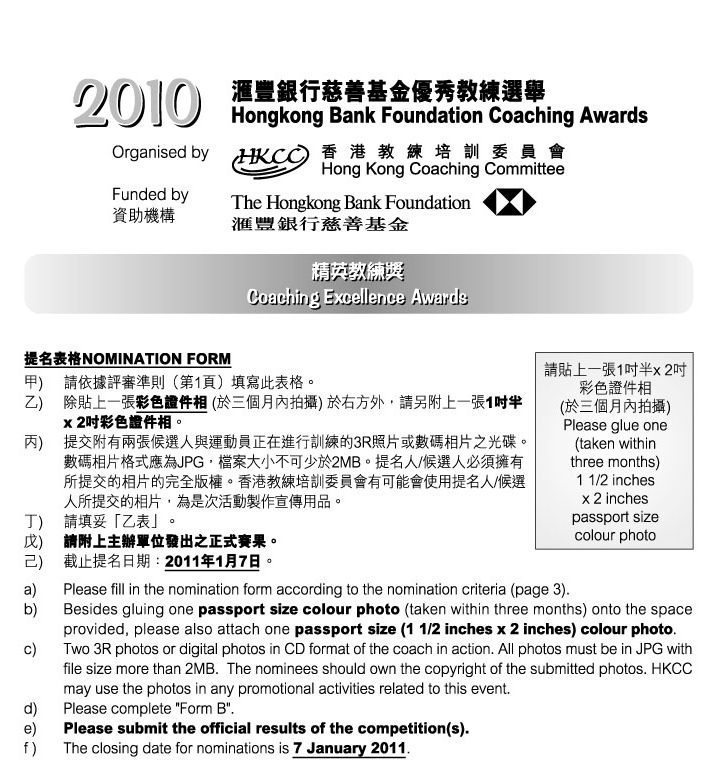 2010
滙豐銀行慈善基金優秀教練選舉
Hongkong Bank Foundation Coaching Awards
Organised by
HKCC
香港教練培訓委員會
Hong Kong Coaching Committee
Funded by
資助機構
The Hongkong Bank Foundation
滙豐銀行慈善基金
精英教練獎
Coaching Excellence Awards
提名表格NOMINATION FORM
甲) 請依據評審準則（第1頁）填寫此表格。
乙) 除貼上一張彩色證件相 (於三個月內拍攝) 於右方外，請另附上一張1吋半
x 2吋彩色證件相。
丙) 提交附有兩張候選人與運動員正在進行訓練的3R照片或數碼相片之光碟。
數碼相片格式應為JPG，檔案大小不可少於2MB。提名人/候選人必須擁有
所提交的相片的完全版權。香港教練培訓委員會有可能會使用提名人/候選
人所提交的相片，為是次活動製作宣傳用品。
丁) 請填妥「乙表」。
戊) 請附上主辦單位發出之正式賽果。
己) 截止提名日期：2011年1月7日。
請貼上一張1吋半x 2吋
彩色證件相
(於三個月內拍攝)
Please glue one
(taken within
three months)
1 1/2 inches
x 2 inches
passport size
colour photo
a) Please fill in the nomination form according to the nomination criteria (page 3).
b) Besides gluing one passport size colour photo (taken within three months) onto the space
provided, please also attach one passport size (1 1/2 inches x 2 inches) colour photo.
c) Two 3R photos or digital photos in CD format of the coach in action. All photos must be in JPG with
file size more than 2MB. The nominees should own the copyright of the submitted photos. HKCC
may use the photos in any promotional activities related to this event.
d) Please complete "Form B".
e) Please submit the official results of the competition(s).
f) The closing date for nominations is 7 January 2011.